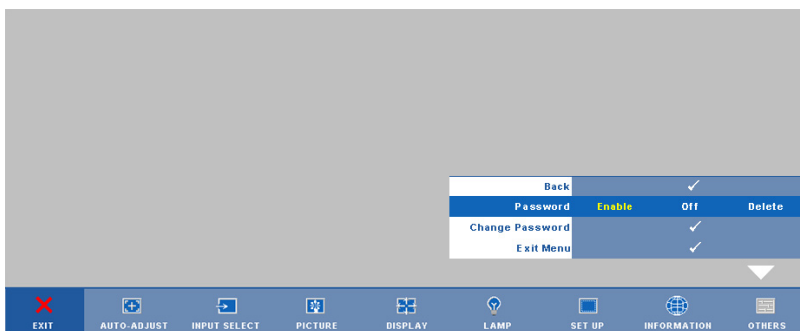 Back
Password Enable Off Delete
Change Password
Exit Menu
EXIT AUTO-ADJUST INPUT SELECT PICTURE DISPLAY LAMP SET UP INFORMATION OTHERS